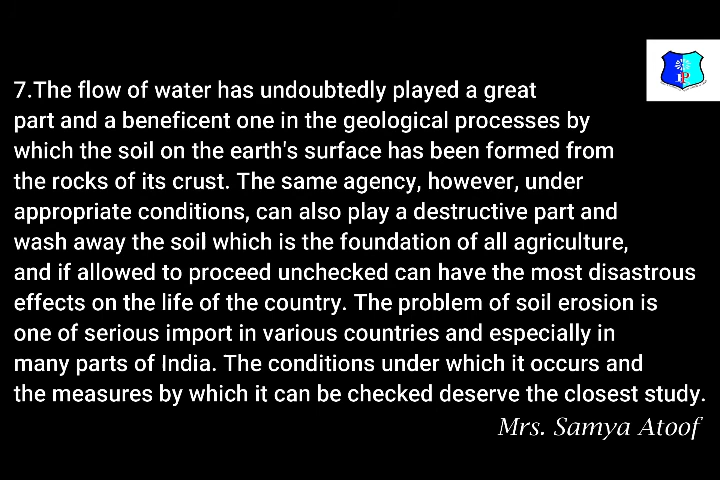 7.The flow of water has undoubtedly played a great
part and a beneficent one in the geological processes by
which the soil on the earth's surface has been formed from
the rocks of its crust. The same agency, however, under
appropriate conditions, can also play a destructive part and
wash away the soil which is the foundation of all agriculture,
and if allowed to proceed unchecked can have the most disastrous
effects on the life of the country. The problem of soil erosion is
one of serious import in various countries and especially in
many parts of India. The conditions under which it occurs and
the measures by which it can be checked deserve the closest study.
Mrs. Samya Atoof